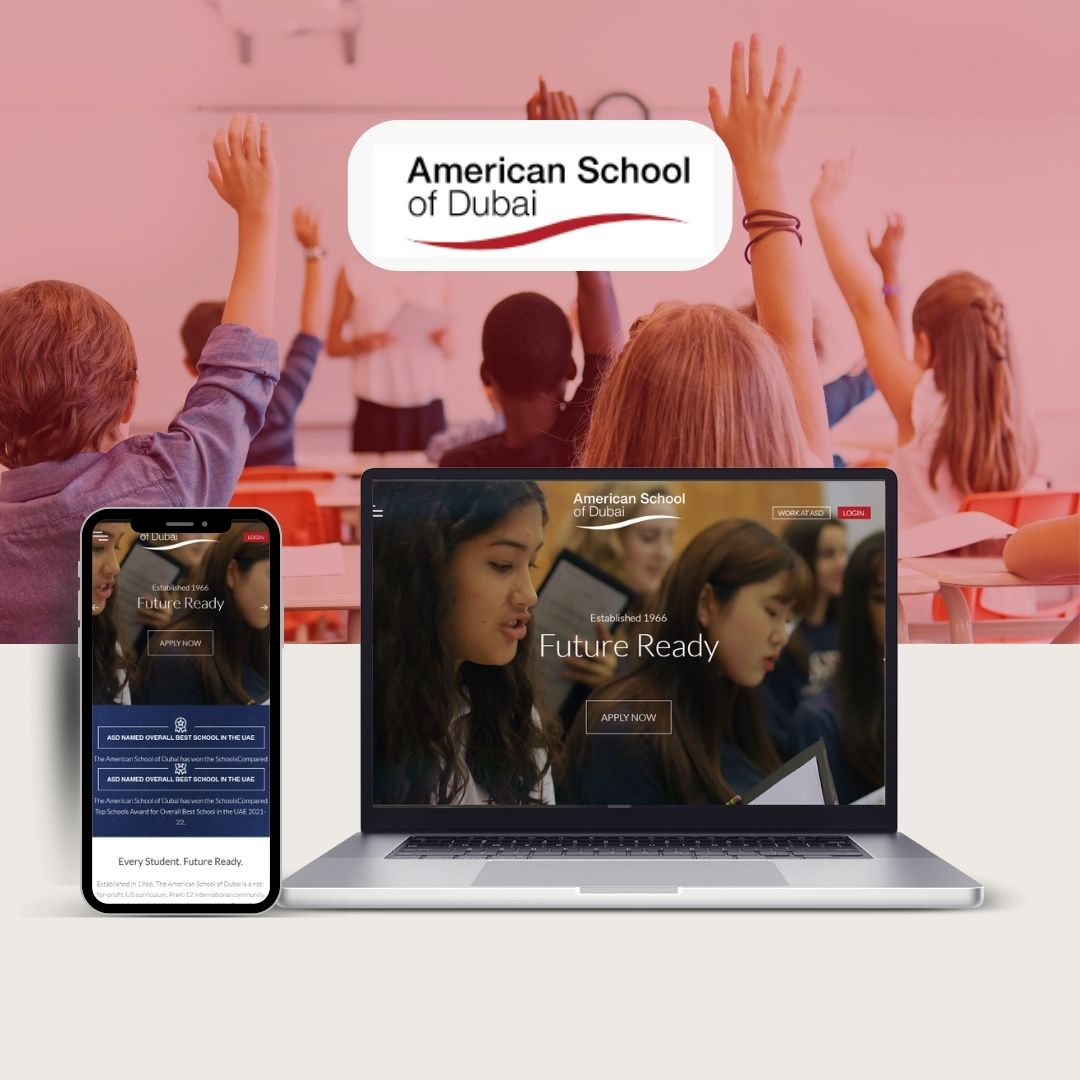 American School
of Dubai
American School
of Dubai
WORK AT ASD
LOGIN
Established 1966
Future Ready
APPLY NOW
of Dubai
LOGIN
Established 1966
Future Ready
APPLY NOW
ASD NAMED OVERALL BEST SCHOOL IN THE UAE
The American School of Dubai has won the SchoolsCompared
ASD NAMED OVERALL BEST SCHOOL IN THE UAE
The American School of Dubai has won the SchoolsCompared
Top Schools Award for Overall Best School in the UAE 2021-
22.
Every Student. Future Ready.
Established in 1966, The American School of Dubai is a not-
for-profit, US curriculum, PreK-12 international community